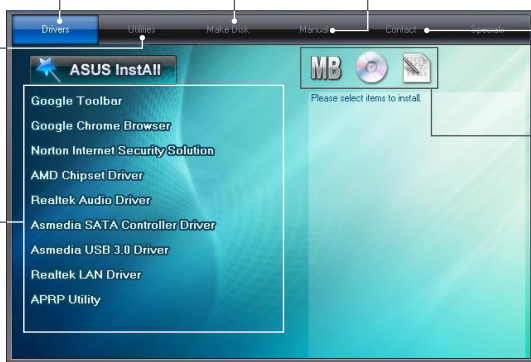 Drivers Utilities Make Disk Manual Contact Specials
ASUS InstAll
MB
Please select items to install.
Google Toolbar
Google Chrome Browser
Norton Internet Security Solution
AMD Chipset Driver
Realtek Audio Driver
Asmedia SATA Controller Driver
Asmedia USB 3.0 Driver
Realtek LAN Driver
APRP Utility